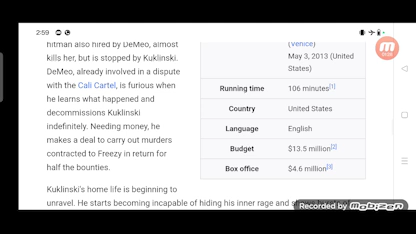 2:59
hitman also hired by DeMeo, almost
kills her, but is stopped by Kuklinski.
DeMeo, already involved in a dispute
with the Cali Cartel, is furious when
he learns what happened and
decommissions Kuklinski
indefinitely. Needing money, he
makes a deal to carry out murders
contracted to Freezy in return for
half the bounties.
(Venice)
May 3, 2013 (United
States)
Running time 106 minutes[1]
Country United States
Language English
Budget $13.5 million[2]
Box office $4.6 million[3]
Kuklinski's home life is beginning to
unravel. He starts becoming incapable of hiding his inner rage and
Recorded by MOBIZEN